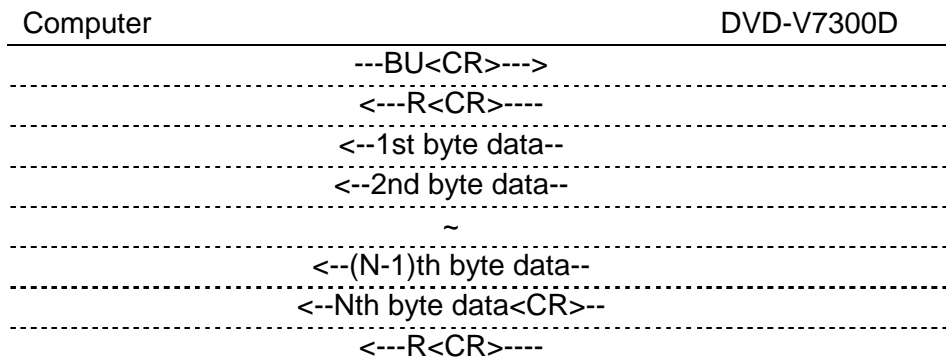 Computer DVD-V7300D
---BU<CR>--->
<---R<CR>----
<--1st byte data--
<--2nd byte data--
~
<--(N-1)th byte data--
<--Nth byte data<CR>--
<---R<CR>----